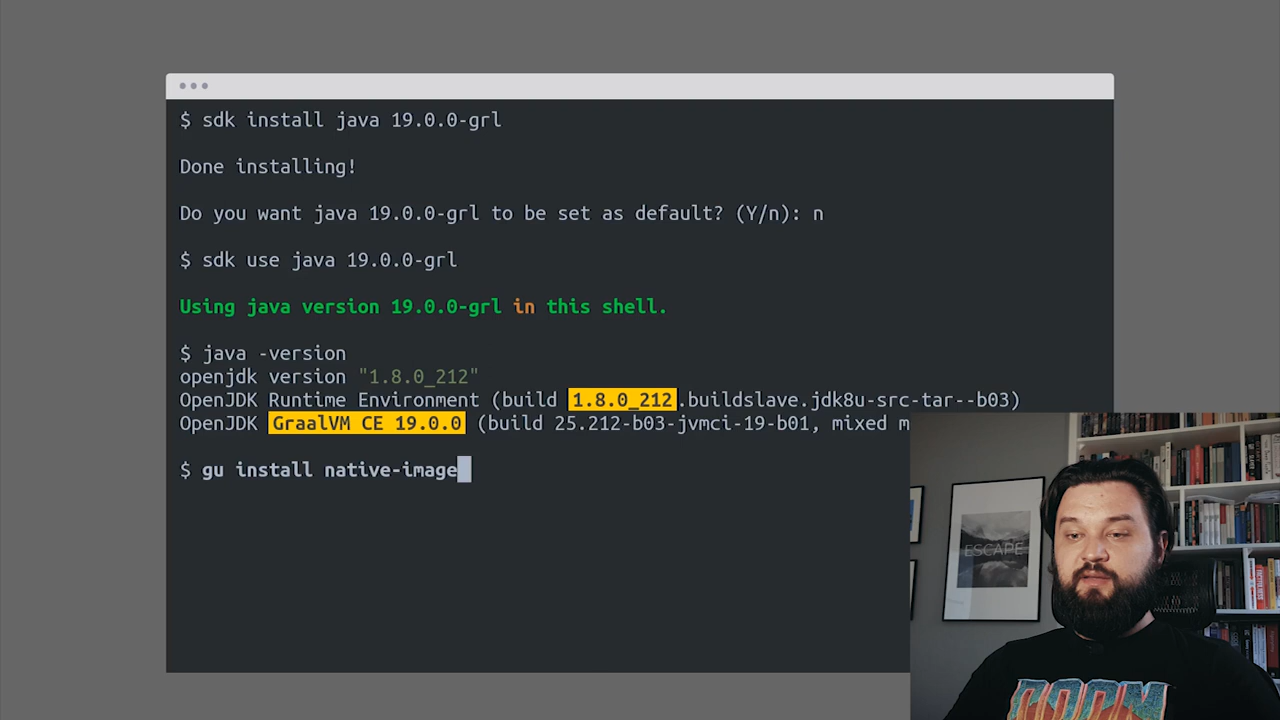 $ sdk install java 19.0.0-grl
Done installing!
Do you want java 19.0.0-grl to be set as default? (Y/n): n
$ sdk use java 19.0.0-grl
Using java version 19.0.0-grl in this shell.
$ java -version
openjdk version "1.8.0_212"
OpenJDK Runtime Environment (build 1.8.0_212.buildslave.jdk8u-src-tar--b03)
OpenJDK GraalVM CE 19.0.0 (build 25.212-b03-jvmci-19-b01, mixed m
$ gu install native-image
ESCAPE
DOOM